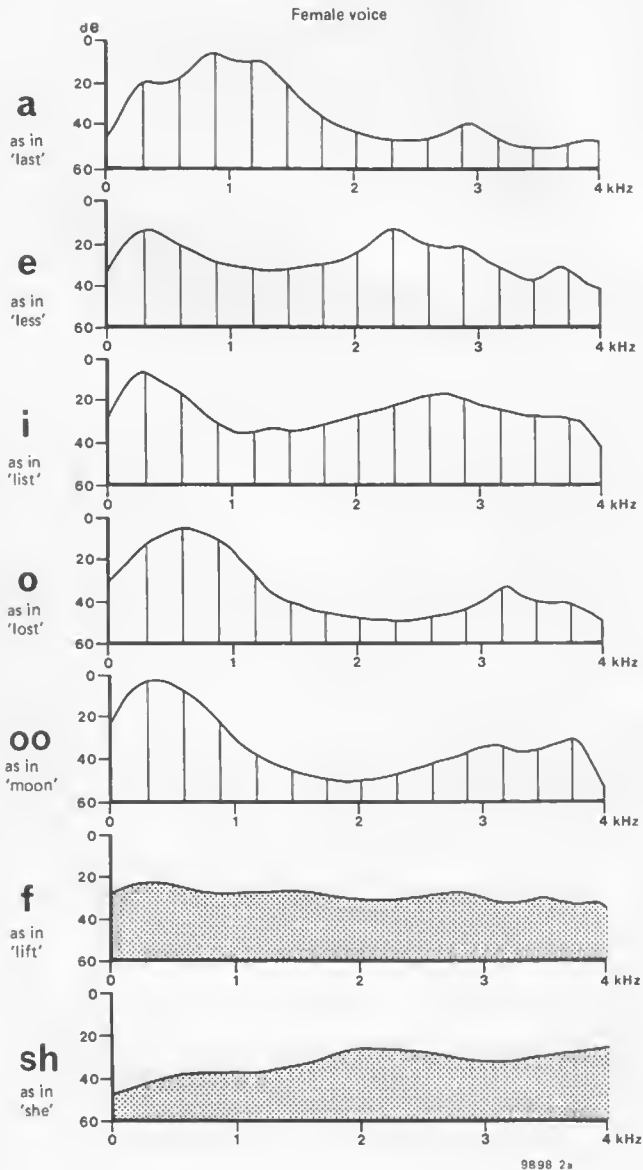 Female voice
dB
0
20
40
60
a
as in
'last'
0 1 2 3 4 kHz
0
20
40
60
e
as in
'less'
0 1 2 3 4 kHz
0
20
40
60
i
as in
'list'
0 1 2 3 4 kHz
0
20
40
60
o
as in
'lost'
0 1 2 3 4 kHz
0
20
40
60
oo
as in
'moon'
0 1 2 3 4 kHz
0
20
40
60
f
as in
'lift'
0 1 2 3 4 kHz
0
20
40
60
sh
as in
'she'
0 1 2 3 4 kHz
9898 2a